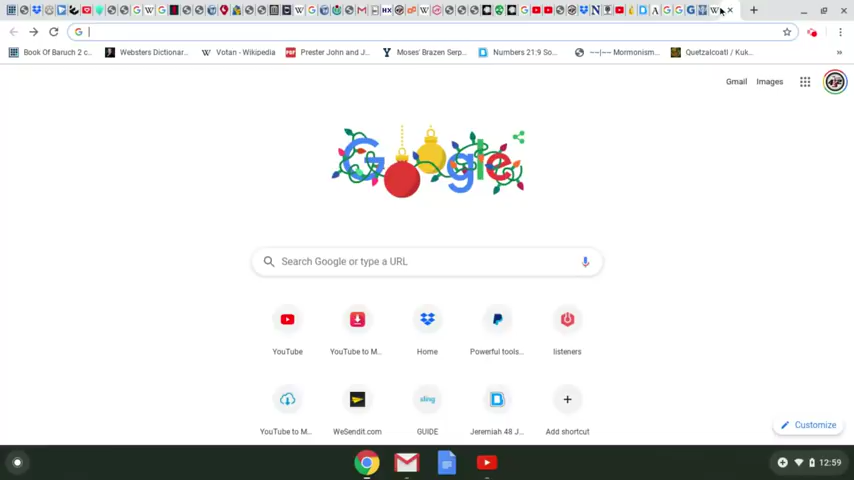 Book Of Baruch 2 c...
Websters Dictionar...
Votan - Wikipedia
Prester John and J...
Moses' Brazen Serp...
Numbers 21:9 So...
~~|~~ Mormonism...
Quetzalcoatl / Kuk...
»
Gmail
Images
Google
Search Google or type a URL
YouTube
YouTube to M...
Home
Powerful tools...
listeners
YouTube to M...
WeSendit.com
sling
GUIDE
Jeremiah 48 J...
Add shortcut
Customize
12:59